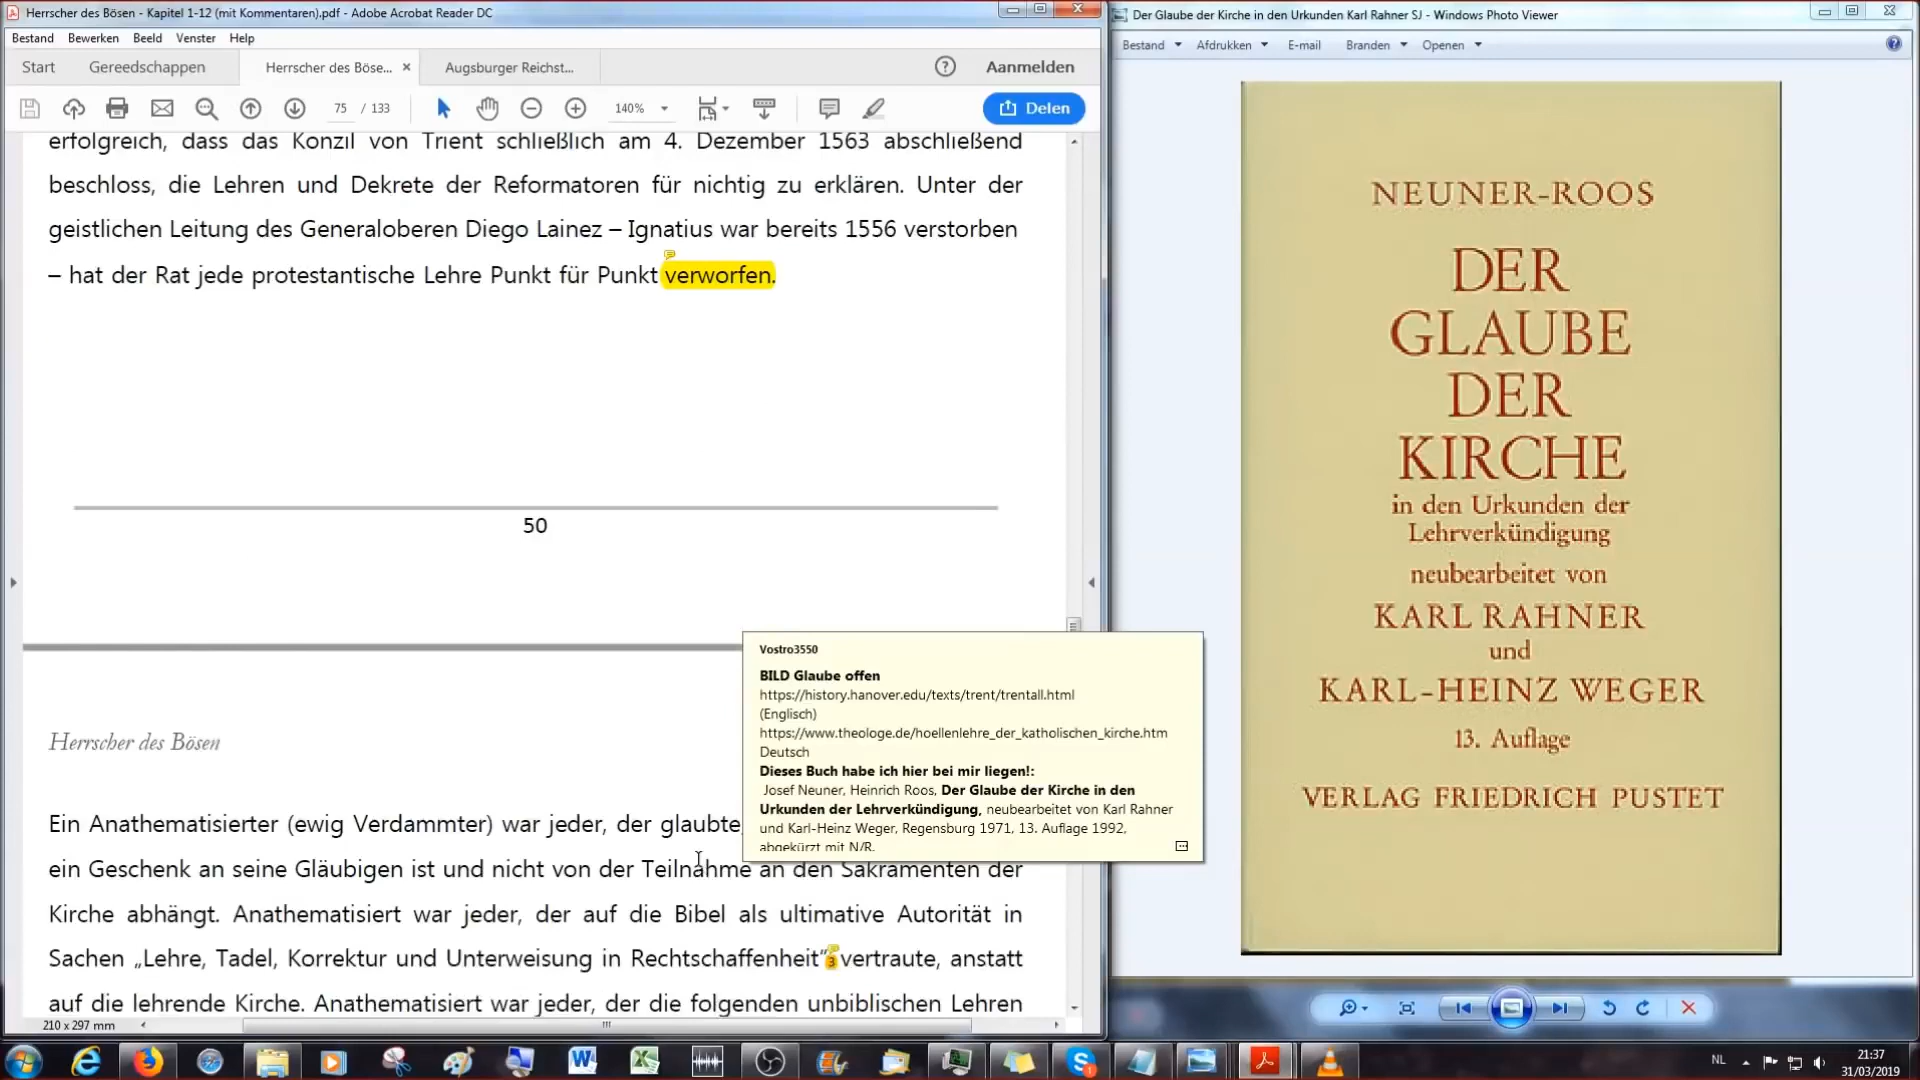 Herrscher des Bösen - Kapitel 1-12 (mit Kommentaren).pdf - Adobe Acrobat Reader DC
Bestand Bewerken Beeld Venster Help
Start Gereedschappen Herrscher des Böse... × Augsburger Reichst... Aanmelden
75 / 133 140% Delen
erfolgreich, dass das Konzil von Trient schließlich am 4. Dezember 1563 abschließend
beschloss, die Lehren und Dekrete der Reformatoren für nichtig zu erklären. Unter der
geistlichen Leitung des Generaloberen Diego Lainez – Ignatius war bereits 1556 verstorben
– hat der Rat jede protestantische Lehre Punkt für Punkt verworfen.
50
Herrscher des Bösen
Ein Anathematisierter (ewig Verdammter) war jeder, der glaubte,
ein Geschenk an seine Gläubigen ist und nicht von der Teilnahme an den Sakramenten der
Kirche abhängt. Anathematisiert war jeder, der auf die Bibel als ultimative Autorität in
Sachen „Lehre, Tadel, Korrektur und Unterweisung in Rechtschaffenheit“3 vertraute, anstatt
auf die lehrende Kirche. Anathematisiert war jeder, der die folgenden unbiblischen Lehren
210 x 297 mm
Vostro3550
BILD Glaube offen
https://history.hanover.edu/texts/trent/trentall.html
(Englisch)
https://www.theologe.de/hoellenlehre_der_katholischen_kirche.htm
Deutsch
Dieses Buch habe ich hier bei mir liegen!:
Josef Neuner, Heinrich Roos, Der Glaube der Kirche in den
Urkunden der Lehrverkündigung, neubearbeitet von Karl Rahner
und Karl-Heinz Weger, Regensburg 1971, 13. Auflage 1992,
abgekürzt mit N/R.
Der Glaube der Kirche in den Urkunden Karl Rahner SJ - Windows Photo Viewer
Bestand Afdrukken E-mail Branden Openen
NEUNER-ROOS
DER
GLAUBE
DER
KIRCHE
in den Urkunden der
Lehrverkündigung
neubearbeitet von
KARL RAHNER
und
KARL-HEINZ WEGER
13. Auflage
VERLAG FRIEDRICH PUSTET
NL
21:37
31/03/2019